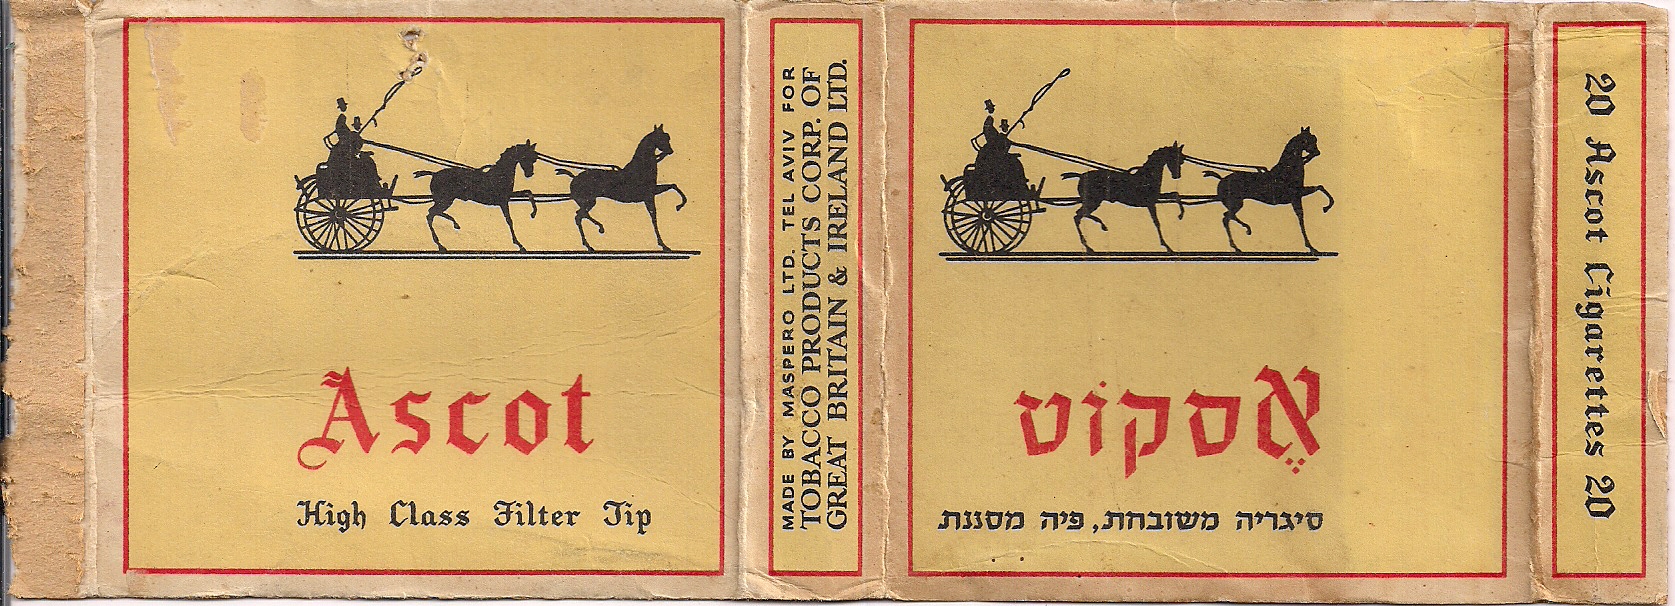 Ascot
High Class Filter Tip
MADE BY MASPERO LTD. TEL AVIV FOR
TOBACCO PRODUCTS CORP. OF
GREAT BRITAIN & IRELAND LTD.
אֶסקוֹט
סיגריה משובחת, פיה מסננת
20 Ascot Cigarettes 20